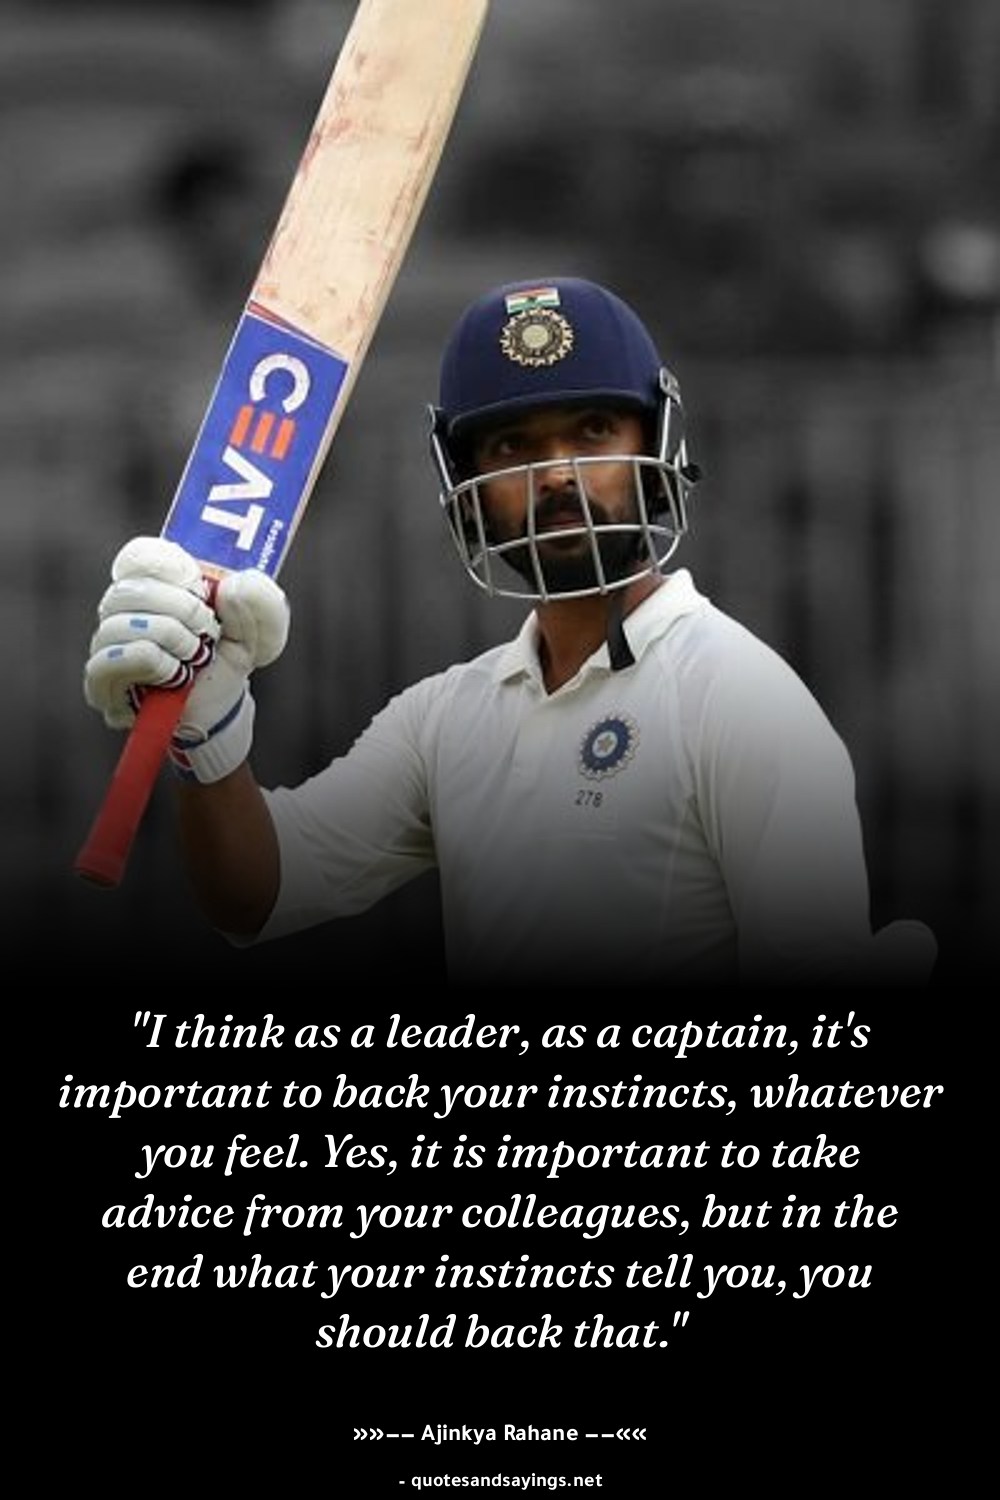 CEAT
278
"I think as a leader, as a captain, it's
important to back your instincts, whatever
you feel. Yes, it is important to take
advice from your colleagues, but in the
end what your instincts tell you, you
should back that."
»»–– Ajinkya Rahane ––««
- quotesandsayings.net